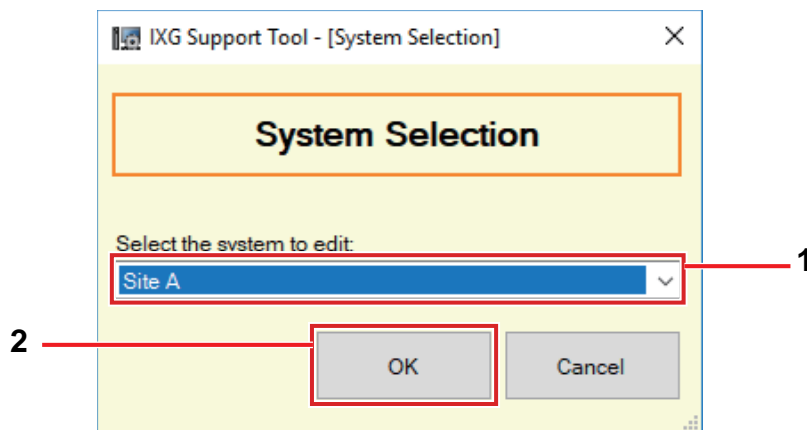 IXG Support Tool - [System Selection]
System Selection
Select the system to edit:
Site A
1
2
OK
Cancel